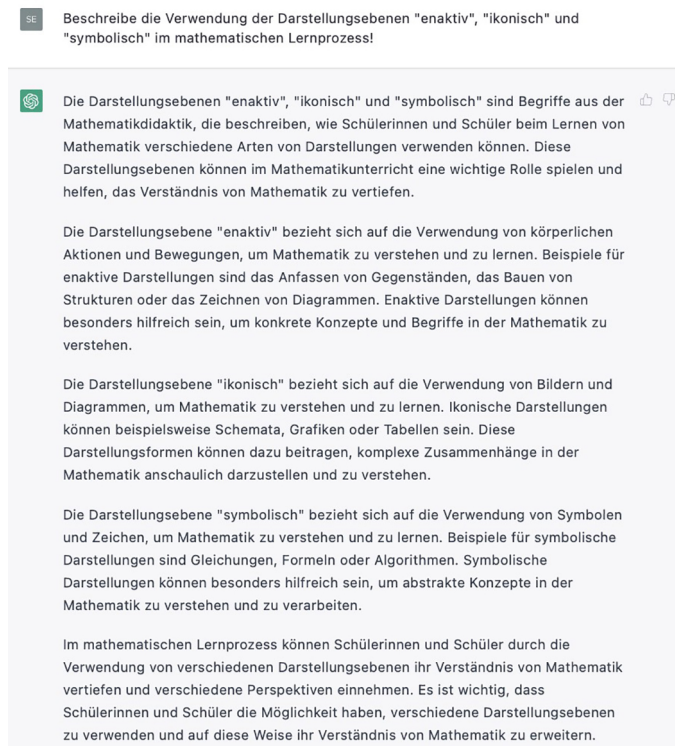 SE
Beschreibe die Verwendung der Darstellungsebenen "enaktiv", "ikonisch" und
"symbolisch" im mathematischen Lernprozess!
Die Darstellungsebenen "enaktiv", "ikonisch" und "symbolisch" sind Begriffe aus der
Mathematikdidaktik, die beschreiben, wie Schülerinnen und Schüler beim Lernen von
Mathematik verschiedene Arten von Darstellungen verwenden können. Diese
Darstellungsebenen können im Mathematikunterricht eine wichtige Rolle spielen und
helfen, das Verständnis von Mathematik zu vertiefen.
Die Darstellungsebene "enaktiv" bezieht sich auf die Verwendung von körperlichen
Aktionen und Bewegungen, um Mathematik zu verstehen und zu lernen. Beispiele für
enaktive Darstellungen sind das Anfassen von Gegenständen, das Bauen von
Strukturen oder das Zeichnen von Diagrammen. Enaktive Darstellungen können
besonders hilfreich sein, um konkrete Konzepte und Begriffe in der Mathematik zu
verstehen.
Die Darstellungsebene "ikonisch" bezieht sich auf die Verwendung von Bildern und
Diagrammen, um Mathematik zu verstehen und zu lernen. Ikonische Darstellungen
können beispielsweise Schemata, Grafiken oder Tabellen sein. Diese
Darstellungsformen können dazu beitragen, komplexe Zusammenhänge in der
Mathematik anschaulich darzustellen und zu verstehen.
Die Darstellungsebene "symbolisch" bezieht sich auf die Verwendung von Symbolen
und Zeichen, um Mathematik zu verstehen und zu lernen. Beispiele für symbolische
Darstellungen sind Gleichungen, Formeln oder Algorithmen. Symbolische
Darstellungen können besonders hilfreich sein, um abstrakte Konzepte in der
Mathematik zu verstehen und zu verarbeiten.
Im mathematischen Lernprozess können Schülerinnen und Schüler durch die
Verwendung von verschiedenen Darstellungsebenen ihr Verständnis von Mathematik
vertiefen und verschiedene Perspektiven einnehmen. Es ist wichtig, dass
Schülerinnen und Schüler die Möglichkeit haben, verschiedene Darstellungsebenen
zu verwenden und auf diese Weise ihr Verständnis von Mathematik zu erweitern.